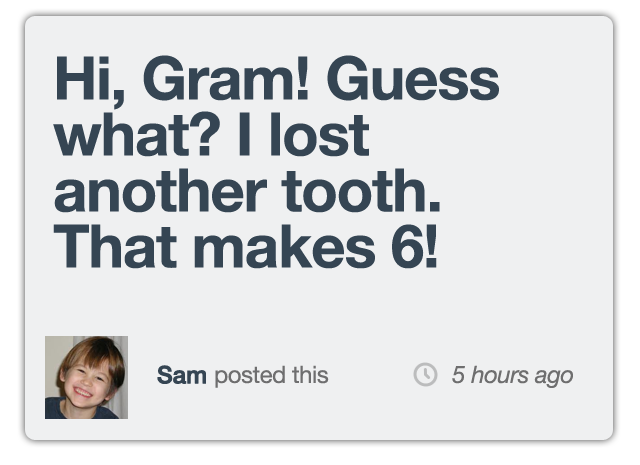 Hi, Gram! Guess
what? I lost
another tooth.
That makes 6!
Sam posted this
5 hours ago